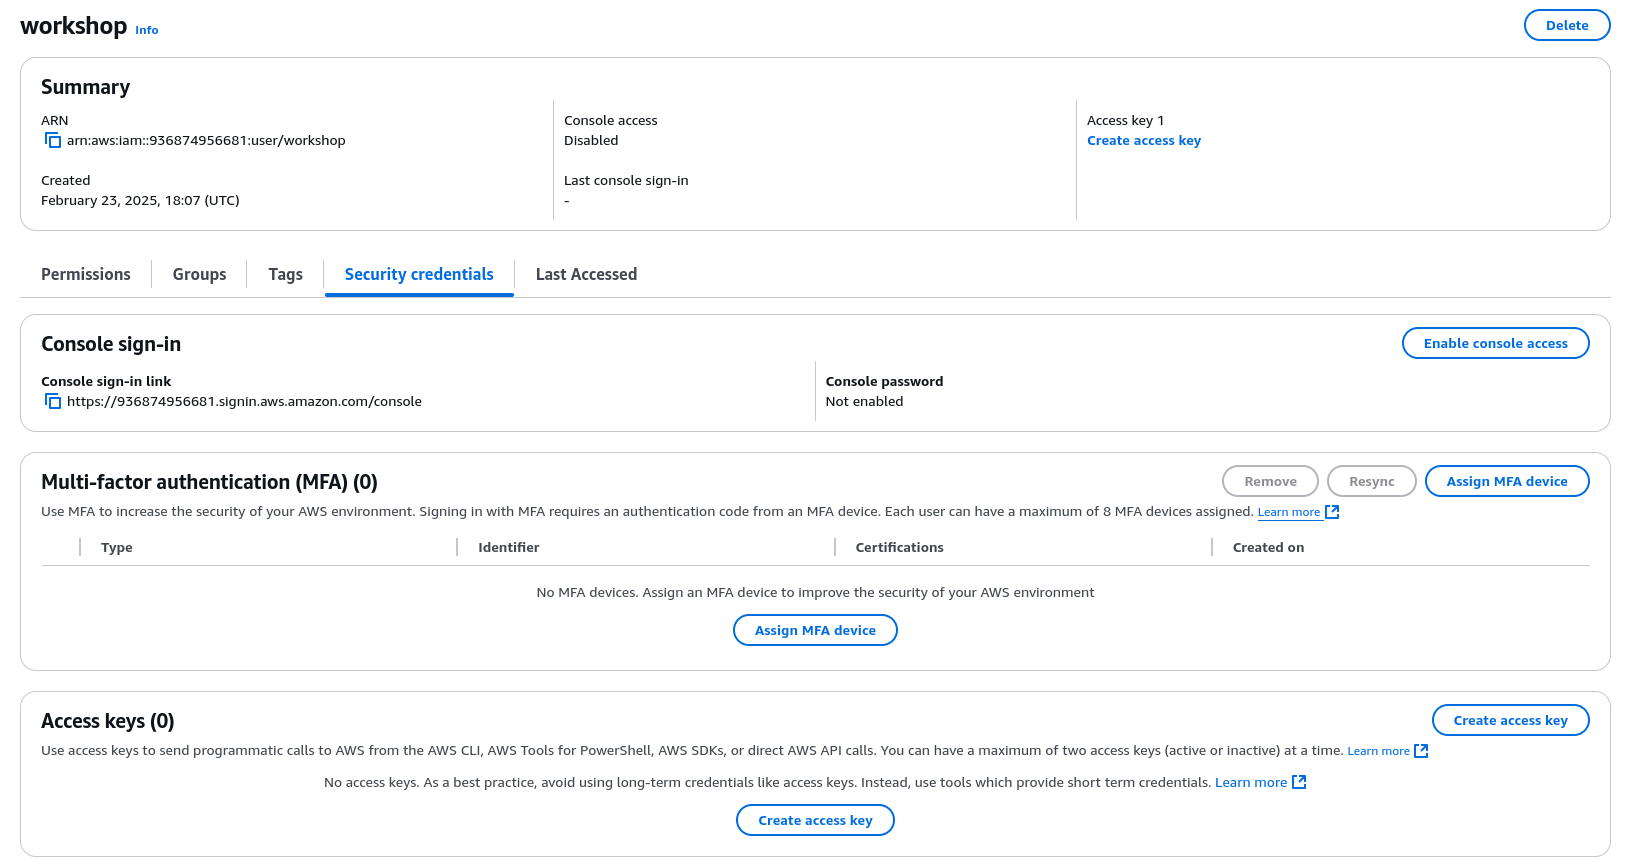 workshop Info
Delete
Summary
ARN
arn:aws:iam::936874956681:user/workshop
Created
February 23, 2025, 18:07 (UTC)
Console access
Disabled
Last console sign-in
-
Access key 1
Create access key
Permissions
Groups
Tags
Security credentials
Last Accessed
Console sign-in
Enable console access
Console sign-in link
https://936874956681.signin.aws.amazon.com/console
Console password
Not enabled
Multi-factor authentication (MFA) (0)
Remove
Resync
Assign MFA device
Use MFA to increase the security of your AWS environment. Signing in with MFA requires an authentication code from an MFA device. Each user can have a maximum of 8 MFA devices assigned. Learn more
Type
Identifier
Certifications
Created on
No MFA devices. Assign an MFA device to improve the security of your AWS environment
Assign MFA device
Access keys (0)
Create access key
Use access keys to send programmatic calls to AWS from the AWS CLI, AWS Tools for PowerShell, AWS SDKs, or direct AWS API calls. You can have a maximum of two access keys (active or inactive) at a time. Learn more
No access keys. As a best practice, avoid using long-term credentials like access keys. Instead, use tools which provide short term credentials. Learn more
Create access key